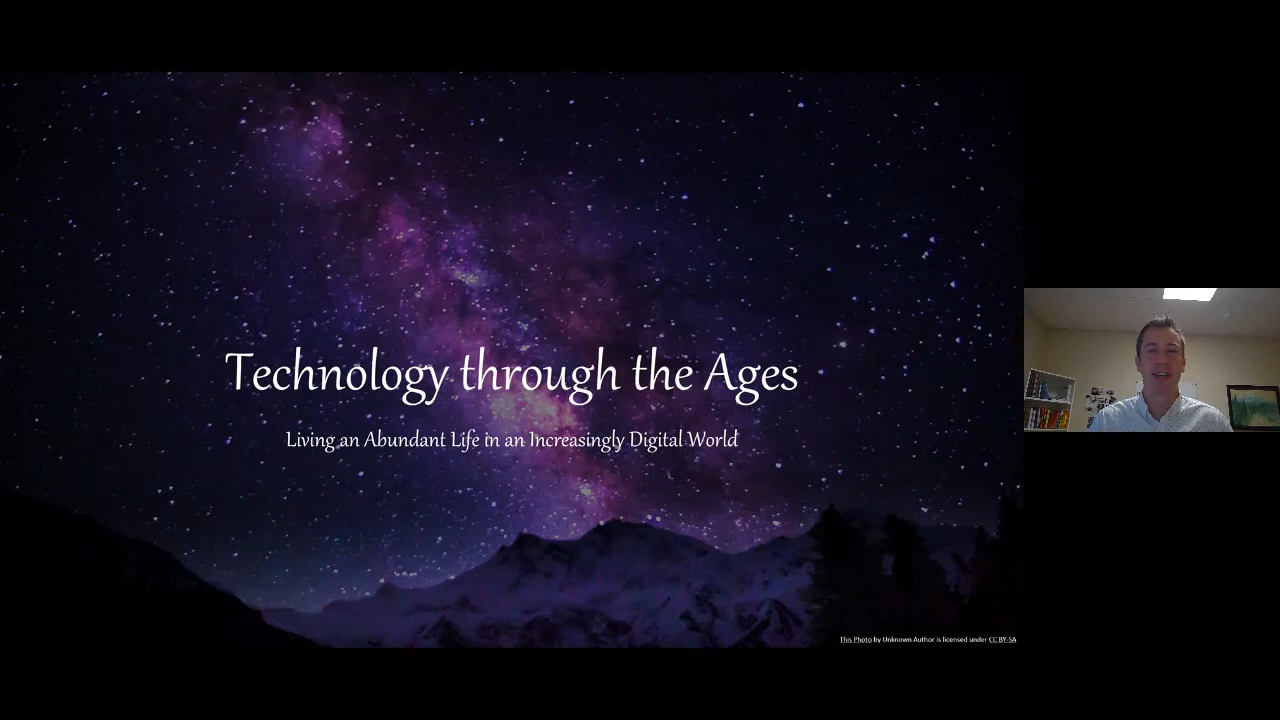 Technology through the Ages
Living an Abundant Life in an Increasingly Digital World
This Photo by Unknown Author is licensed under CC BY-SA